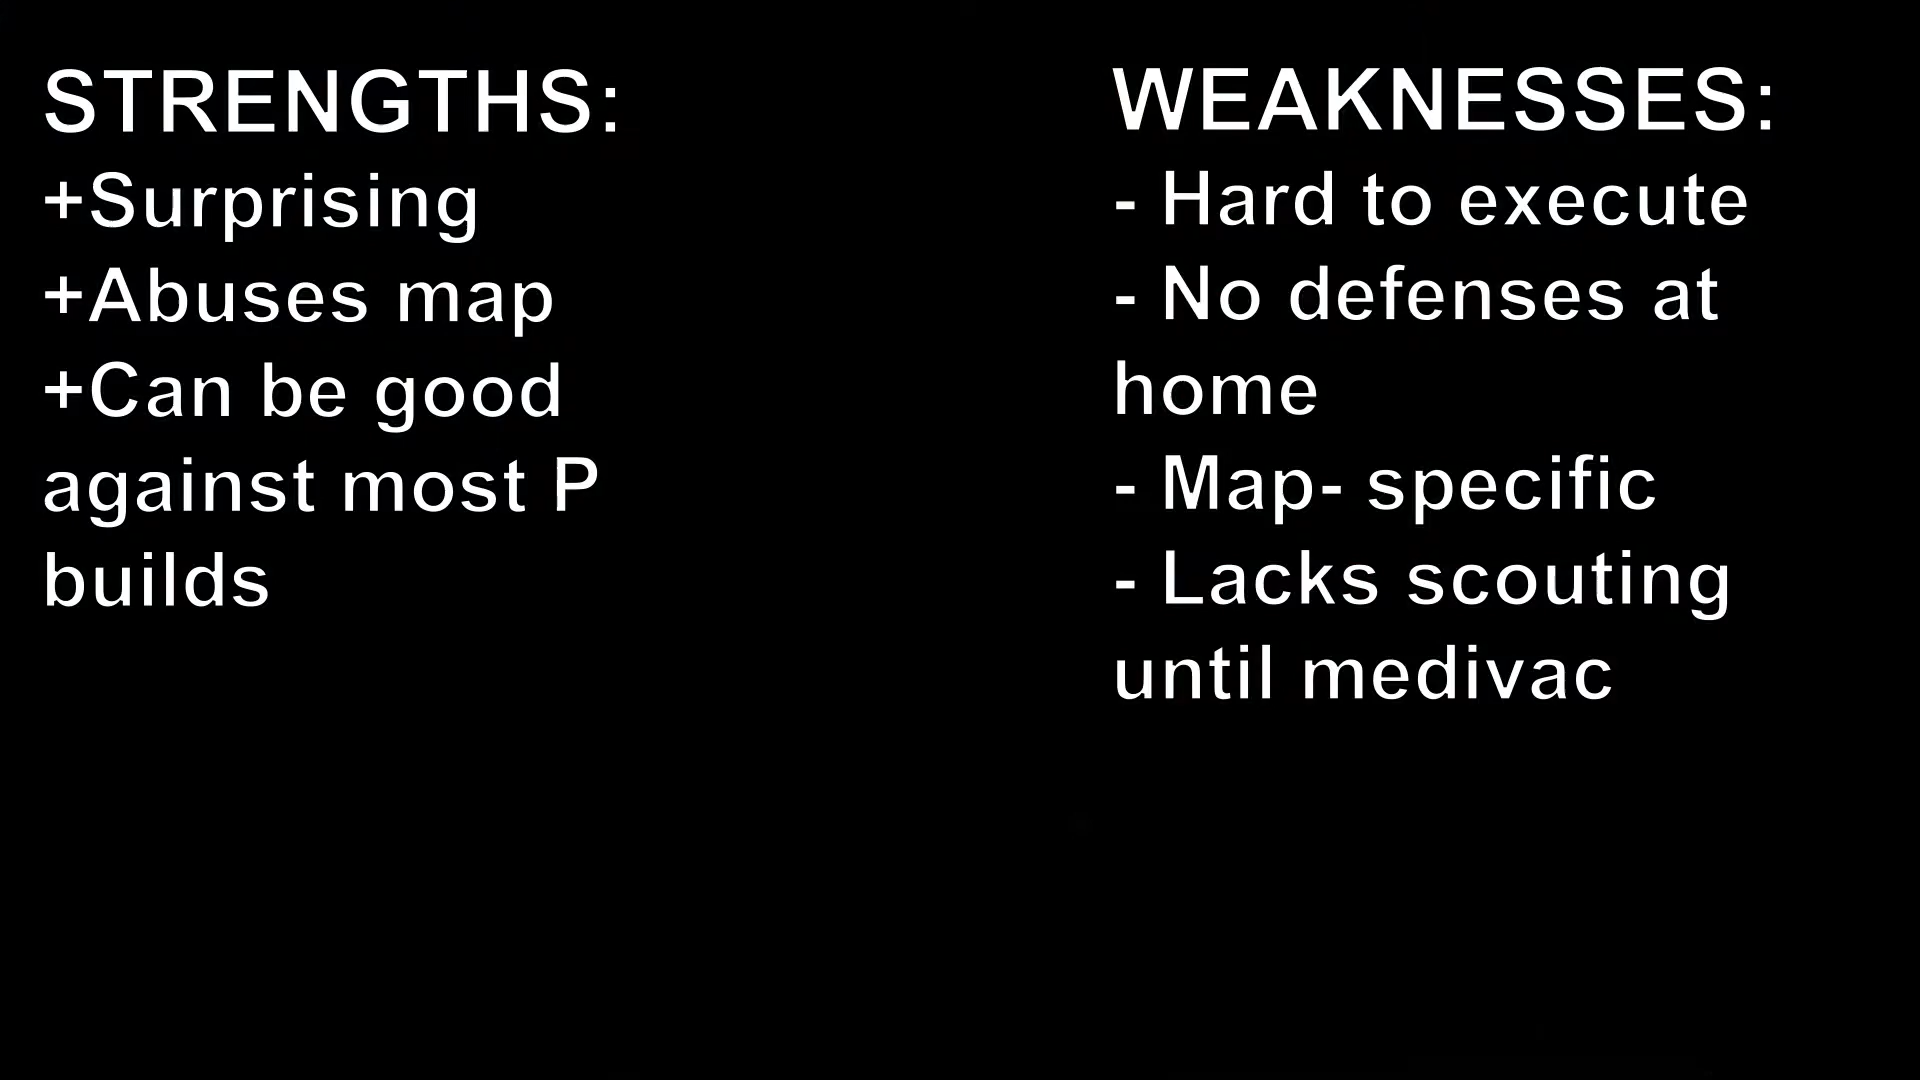 STRENGTHS:
+Surprising
+Abuses map
+Can be good
against most P
builds
WEAKNESSES:
- Hard to execute
- No defenses at
home
- Map- specific
- Lacks scouting
until medivac